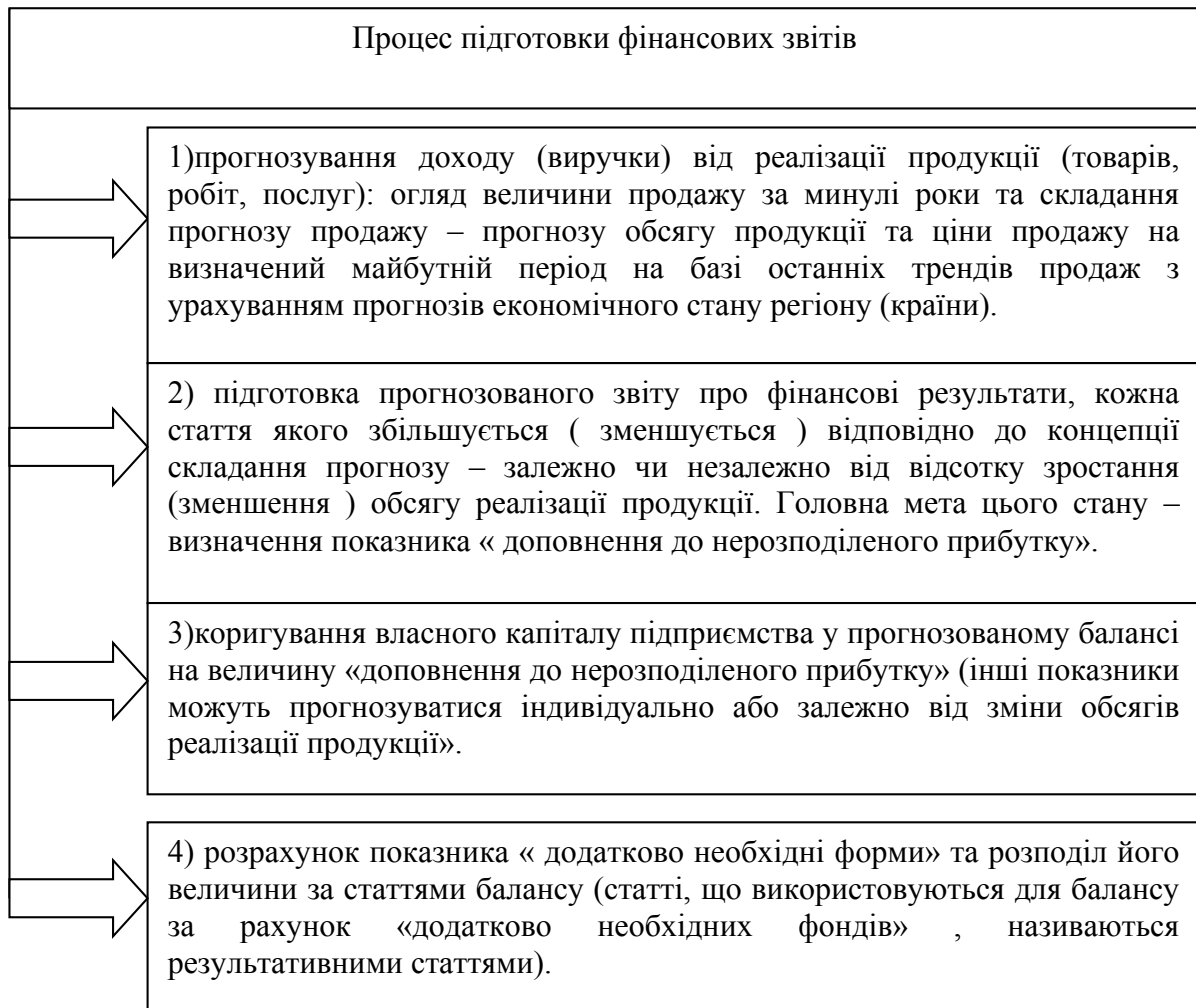 Процес підготовки фінансових звітів
1)прогнозування доходу (виручки) від реалізації продукції (товарів,
робіт, послуг): огляд величини продажу за минулі роки та складання
прогнозу продажу – прогнозу обсягу продукції та ціни продажу на
визначений майбутній період на базі останніх трендів продаж з
урахуванням прогнозів економічного стану регіону (країни).
2) підготовка прогнозованого звіту про фінансові результати, кожна
стаття якого збільшується ( зменшується ) відповідно до концепції
складання прогнозу – залежно чи незалежно від відсотку зростання
(зменшення ) обсягу реалізації продукції. Головна мета цього стану –
визначення показника « доповнення до нерозподіленого прибутку».
3)коригування власного капіталу підприємства у прогнозованому балансі
на величину «доповнення до нерозподіленого прибутку» (інші показники
можуть прогнозуватися індивідуально або залежно від зміни обсягів
реалізації продукції».
4) розрахунок показника « додатково необхідні форми» та розподіл його
величини за статтями балансу (статті, що використовуються для балансу
за рахунок «додатково необхідних фондів» , називаються
результативними статтями).